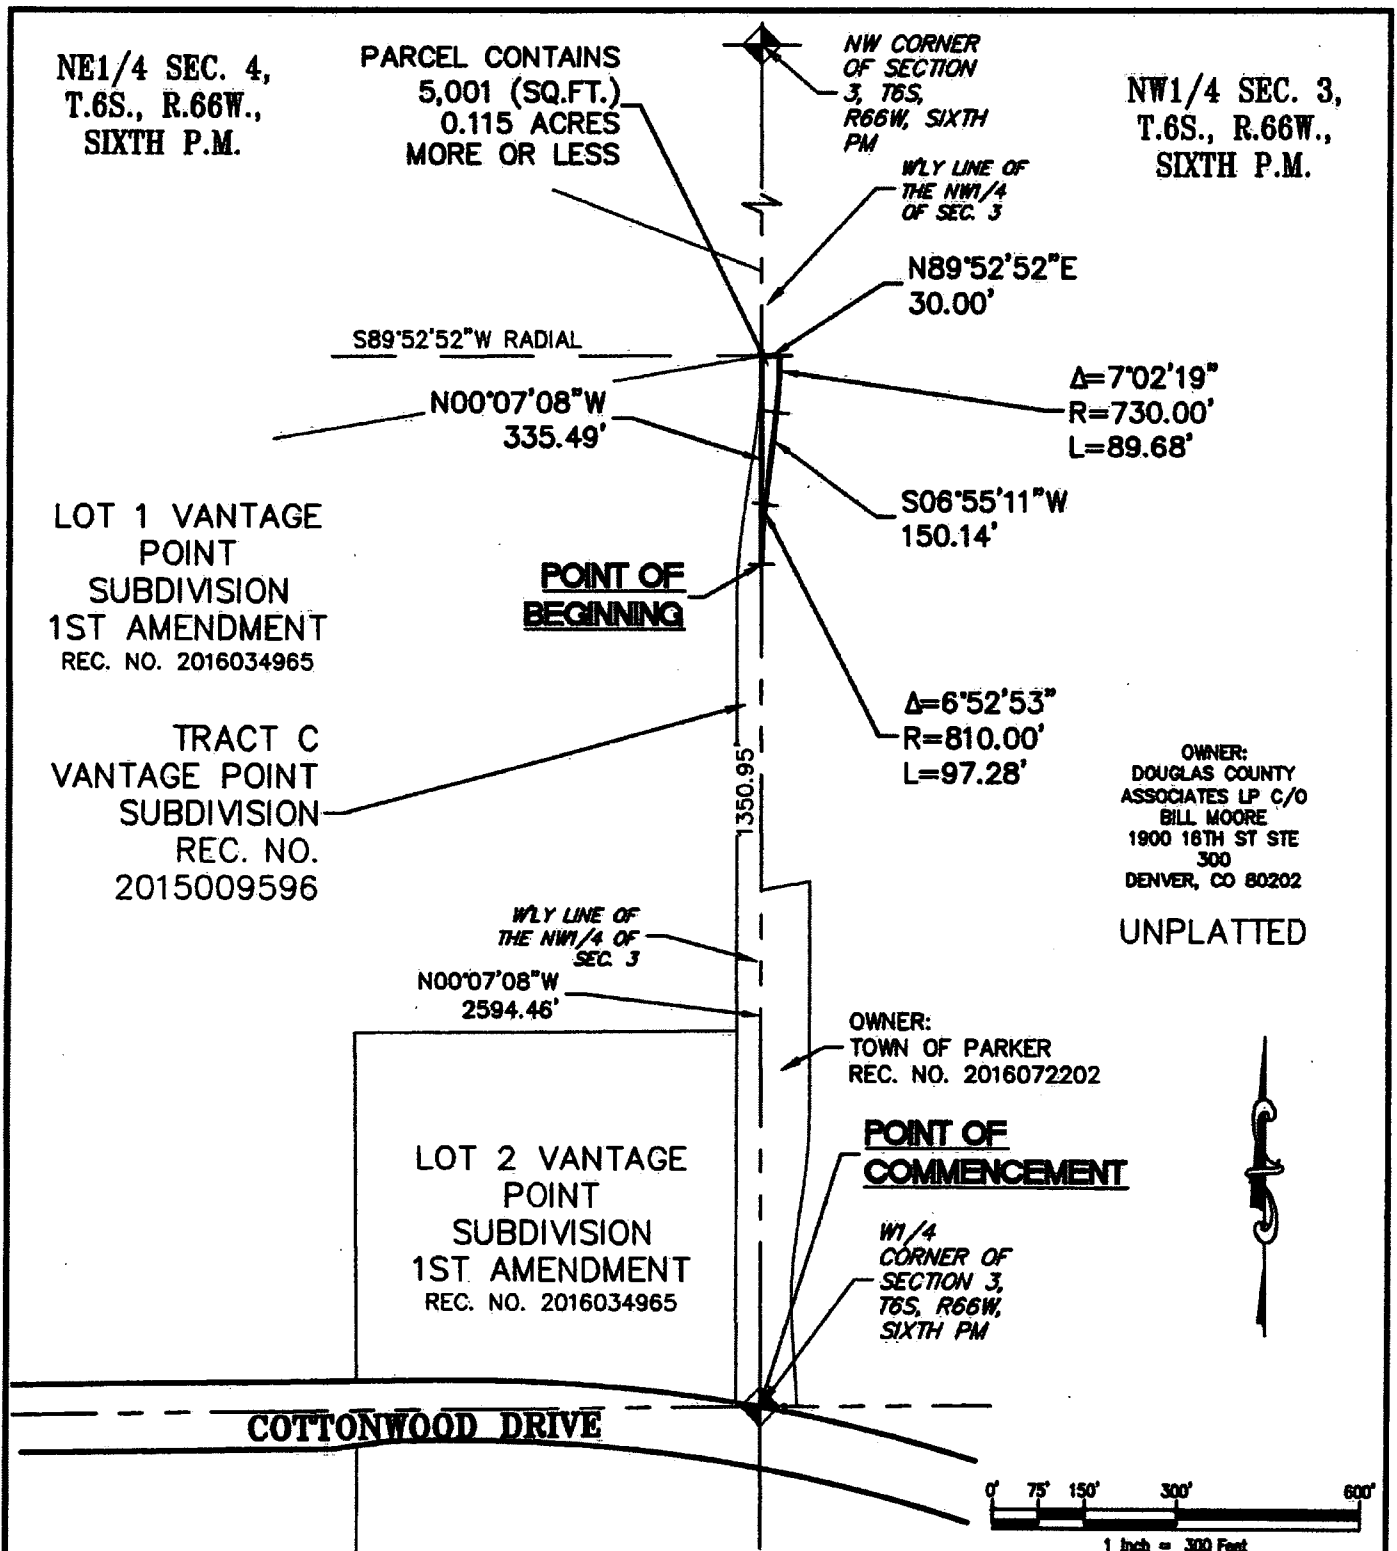 NE1/4 SEC. 4,
T.6S., R.66W.,
SIXTH P.M.
PARCEL CONTAINS
5,001 (SQ.FT.)
0.115 ACRES
MORE OR LESS
NW CORNER
OF SECTION
3, T6S,
R66W, SIXTH
PM
NW1/4 SEC. 3,
T.6S., R.66W.,
SIXTH P.M.
W'LY LINE OF
THE NW1/4
OF SEC. 3
N89°52'52"E
30.00'
S89°52'52"W RADIAL
N00°07'08"W
335.49'
Δ=7°02'19"
R=730.00'
L=89.68'
S06°55'11"W
150.14'
LOT 1 VANTAGE
POINT
SUBDIVISION
1ST AMENDMENT
REC. NO. 2016034965
POINT OF
BEGINNING
Δ=6°52'53"
R=810.00'
L=97.28'
TRACT C
VANTAGE POINT
SUBDIVISION
REC. NO.
2015009596
1350.95'
OWNER:
DOUGLAS COUNTY
ASSOCIATES LP C/O
BILL MOORE
1900 16TH ST STE
300
DENVER, CO 80202
UNPLATTED
W'LY LINE OF
THE NW1/4 OF
SEC. 3
N00°07'08"W
2594.46'
OWNER:
TOWN OF PARKER
REC. NO. 2016072202
POINT OF
COMMENCEMENT
LOT 2 VANTAGE
POINT
SUBDIVISION
1ST AMENDMENT
REC. NO. 2016034965
W1/4
CORNER OF
SECTION 3,
T6S, R66W,
SIXTH PM
COTTONWOOD DRIVE
0' 75' 150' 300' 600'
1 Inch = 300 Feet